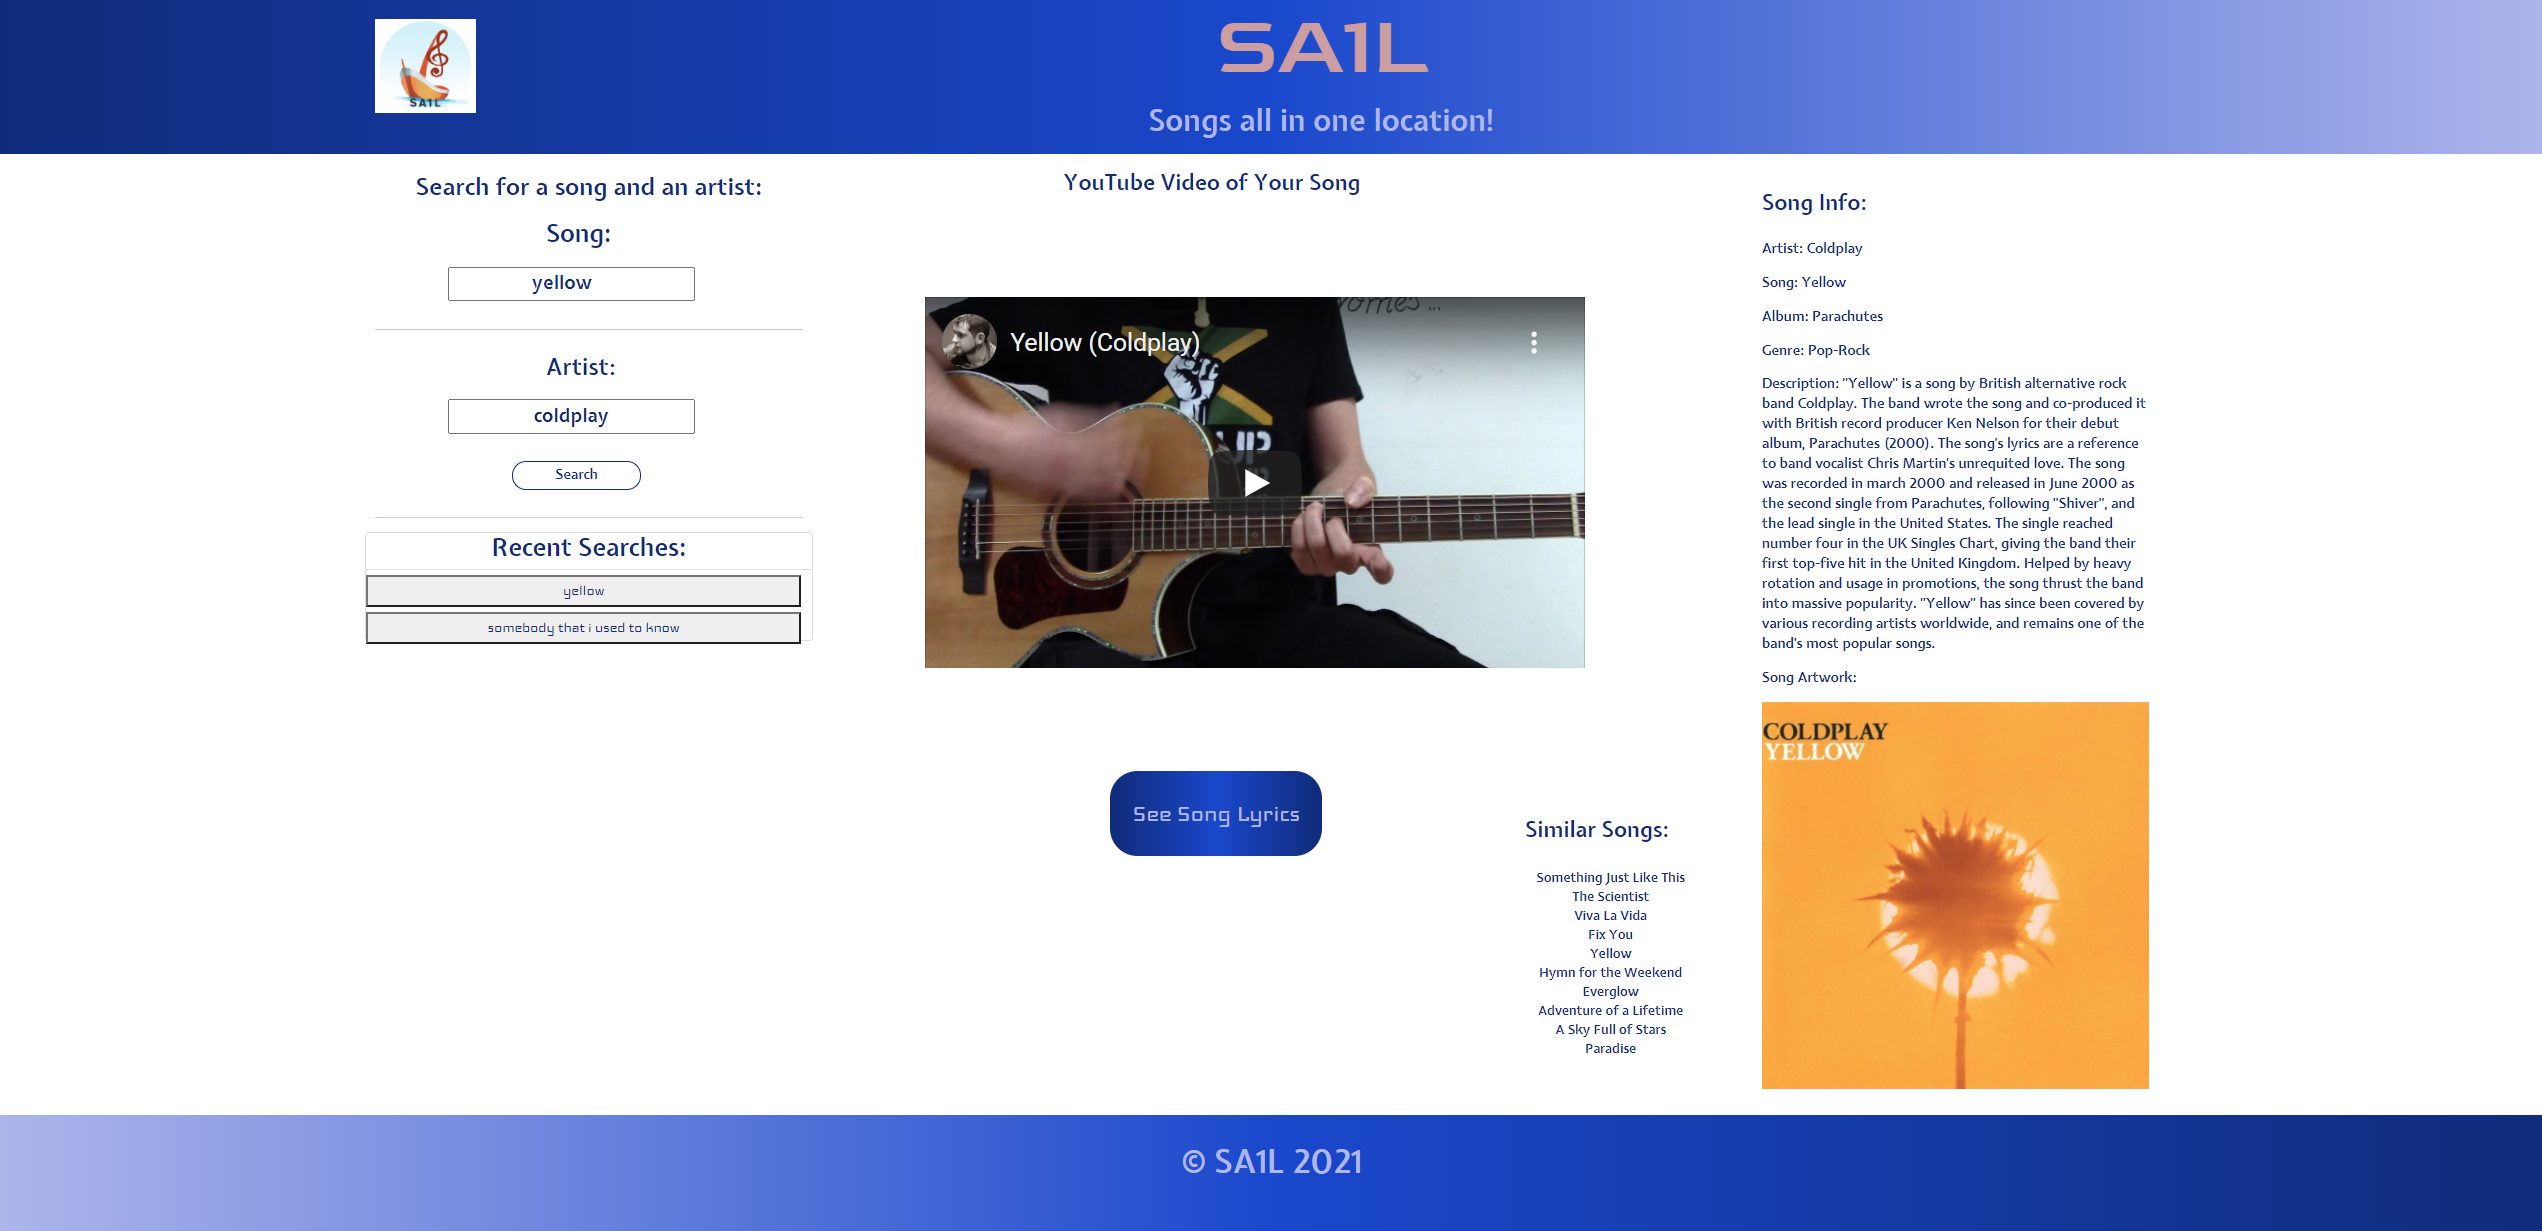 SA1L
SA1L
Songs all in one location!
Search for a song and an artist:
Song:
yellow
Artist:
coldplay
Search
Recent Searches:
yellow
somebody that i used to know
YouTube Video of Your Song
Yellow (Coldplay)
worries ...
UP
See Song Lyrics
Similar Songs:
Something Just Like This
The Scientist
Viva La Vida
Fix You
Yellow
Hymn for the Weekend
Everglow
Adventure of a Lifetime
A Sky Full of Stars
Paradise
Song Info:
Artist: Coldplay
Song: Yellow
Album: Parachutes
Genre: Pop-Rock
Description: "Yellow" is a song by British alternative rock
band Coldplay. The band wrote the song and co-produced it
with British record producer Ken Nelson for their debut
album, Parachutes (2000). The song's lyrics are a reference
to band vocalist Chris Martin's unrequited love. The song
was recorded in march 2000 and released in June 2000 as
the second single from Parachutes, following "Shiver", and
the lead single in the United States. The single reached
number four in the UK Singles Chart, giving the band their
first top-five hit in the United Kingdom. Helped by heavy
rotation and usage in promotions, the song thrust the band
into massive popularity. "Yellow" has since been covered by
various recording artists worldwide, and remains one of the
band's most popular songs.
Song Artwork:
COLDPLAY
YELLOW
© SA1L 2021